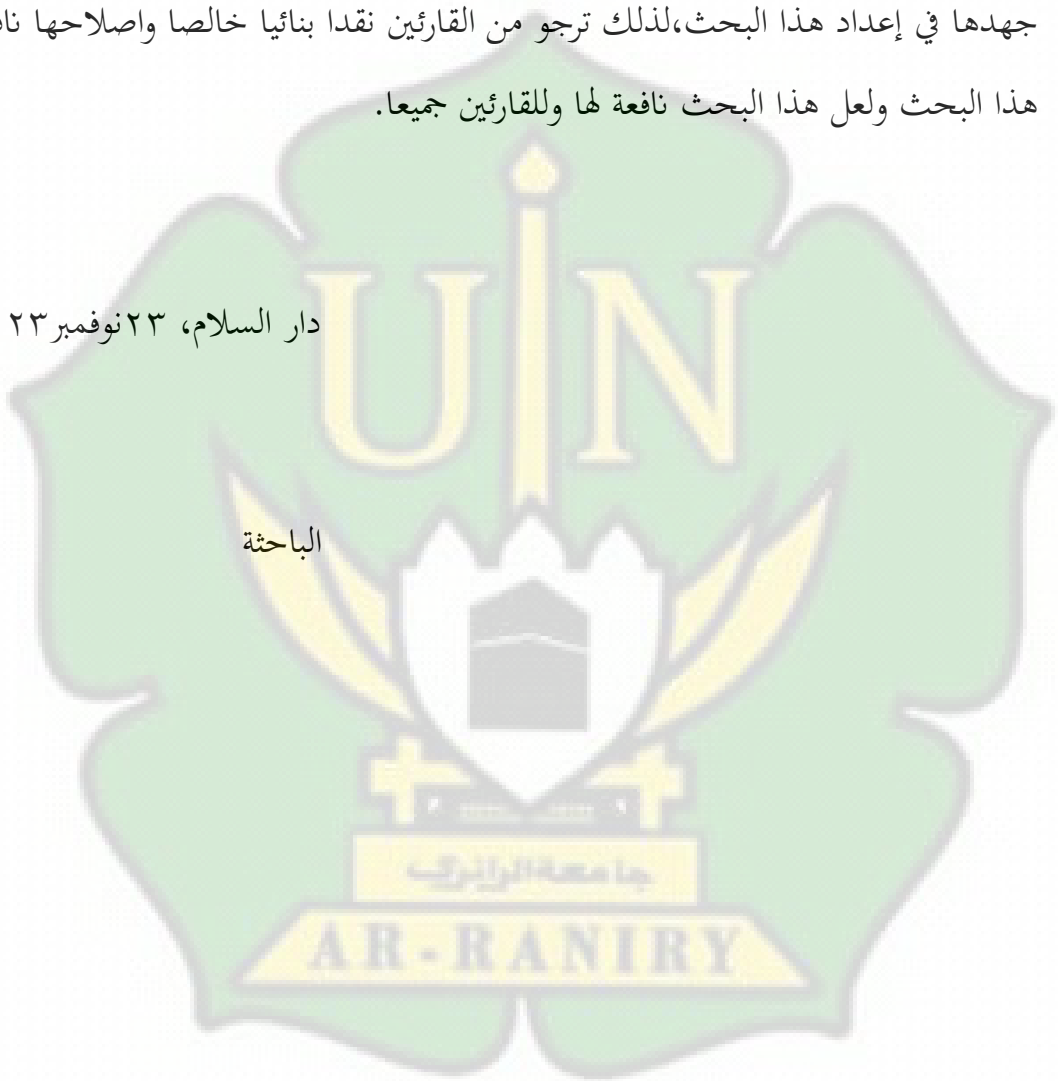 جهدها في إعداد هذا البحث،لذلك ترجو من القارئين نقدا بنائيا خالصا واصلاحها
هذا البحث ولعل هذا البحث نافعة لها وللقارئين جميعا.
دار السلام، ٢٣نوفمبر٢٣
الباحثة
UIN
جامعة الرانري
AR-RANIRY